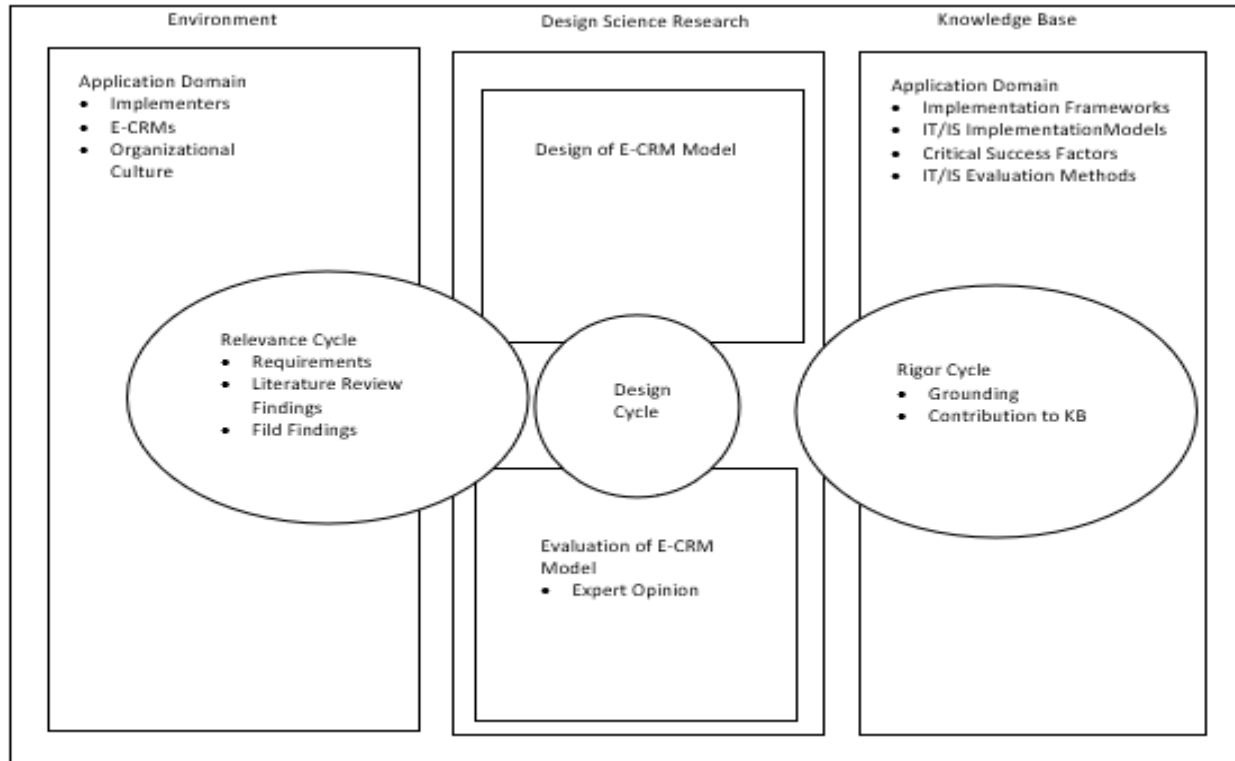 Environment
Design Science Research
Knowledge Base
Application Domain
• Implementers
• E-CRMs
• Organizational
Culture
Design of E-CRM Model
Application Domain
• Implementation Frameworks
• IT/IS ImplementationModels
• Critical Success Factors
• IT/IS Evaluation Methods
Relevance Cycle
• Requirements
• Literature Review
Findings
• Fild Findings
Design
Cycle
Rigor Cycle
• Grounding
• Contribution to KB
Evaluation of E-CRM
Model
• Expert Opinion